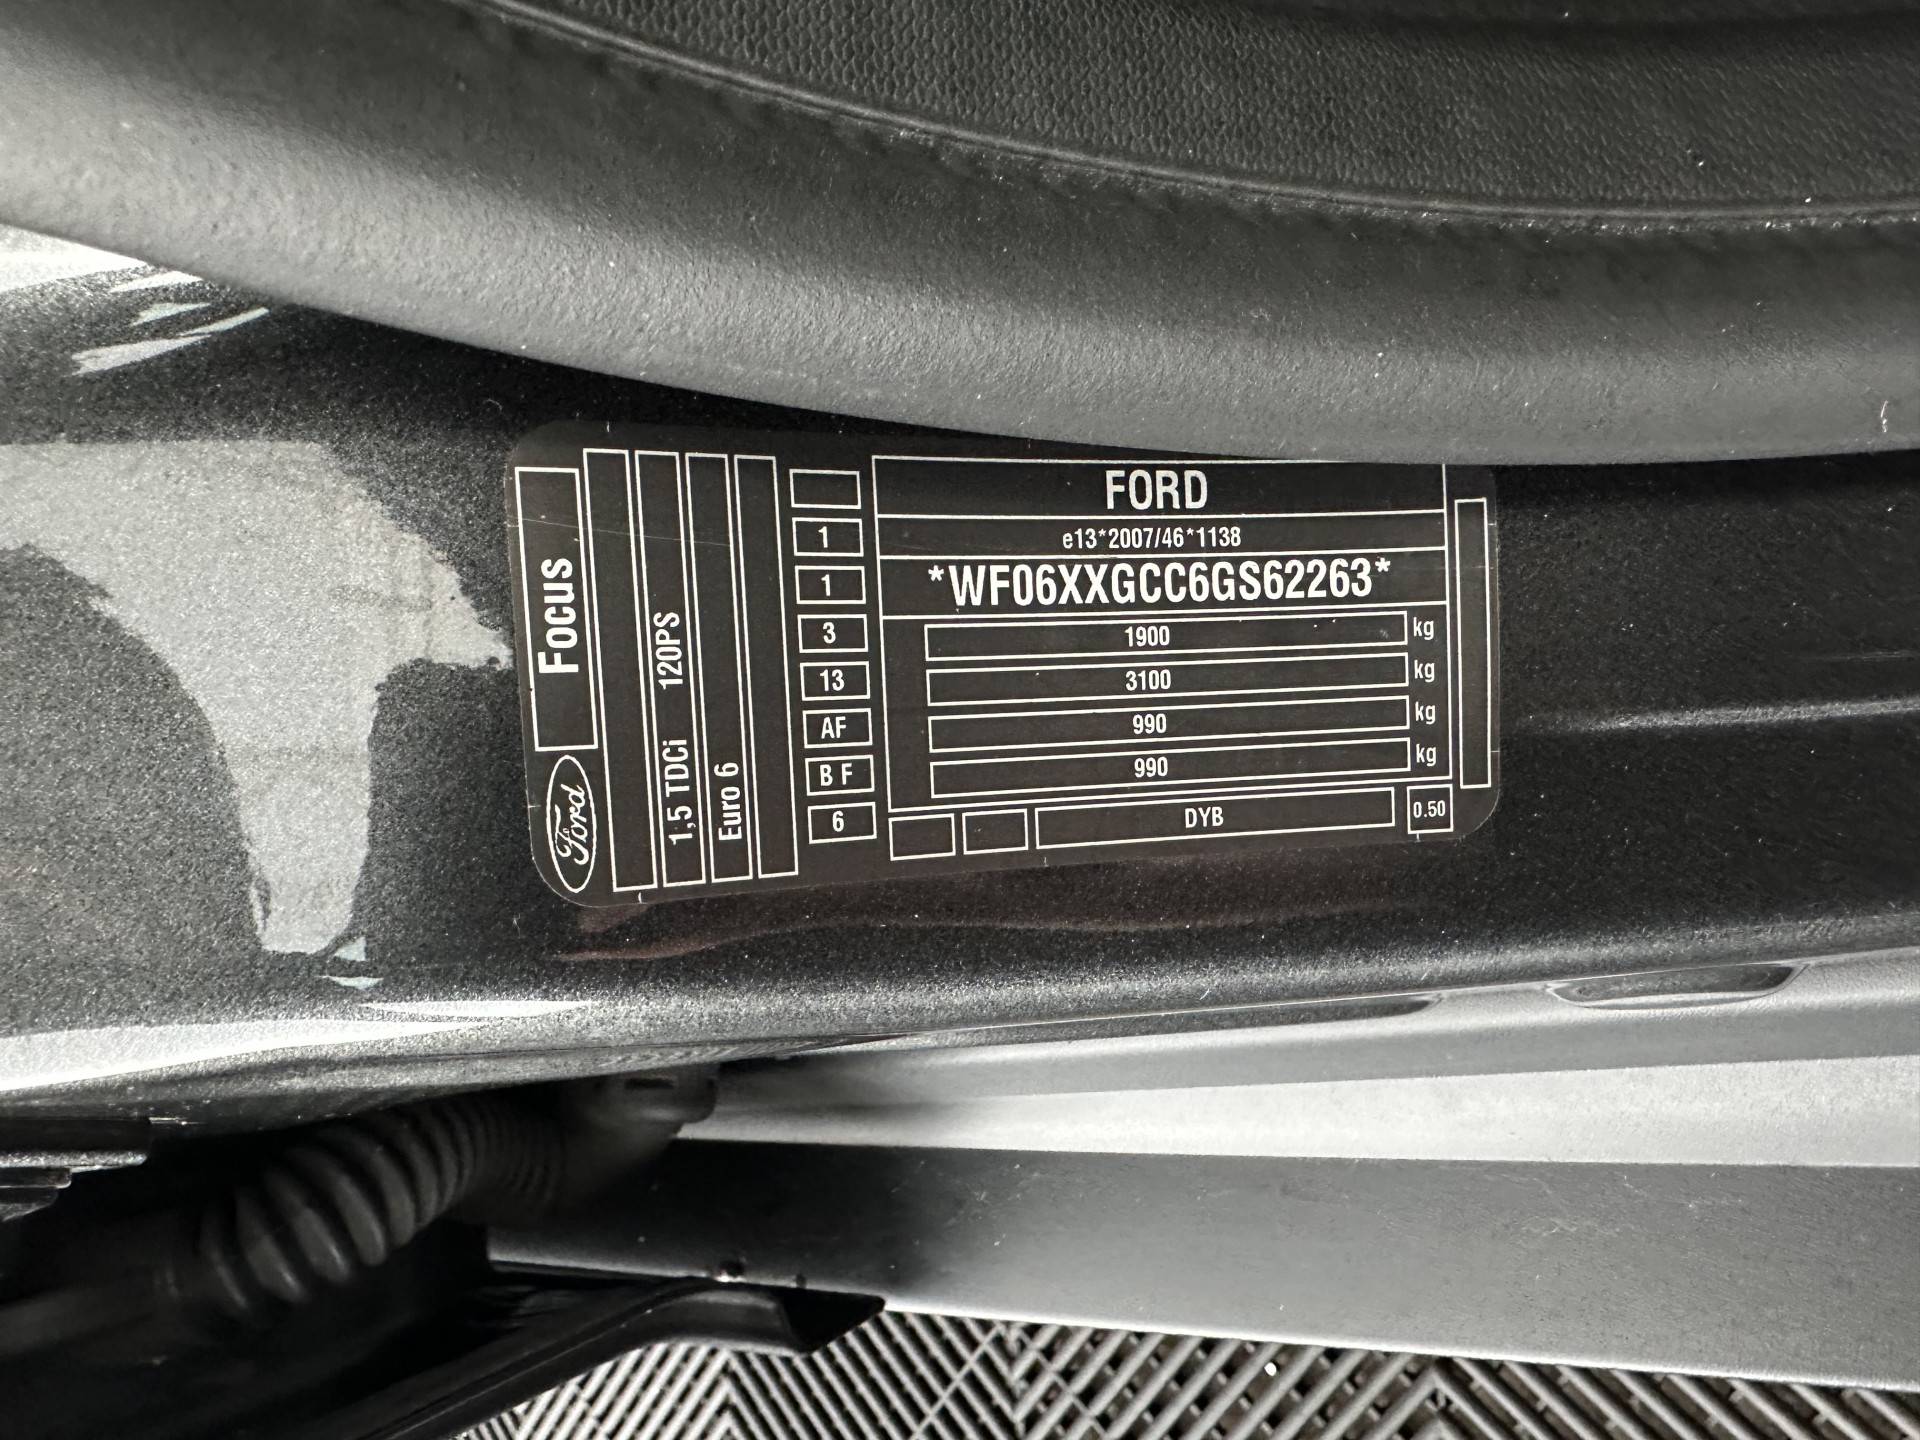 Ford
Focus
1,5 TDCi 120PS
Euro 6
1
1
3
13
AF
B F
6
FORD
e13*2007/46*1138
*WF06XXGCC6GS62263*
1900 kg
3100 kg
990 kg
990 kg
DYB
0.50